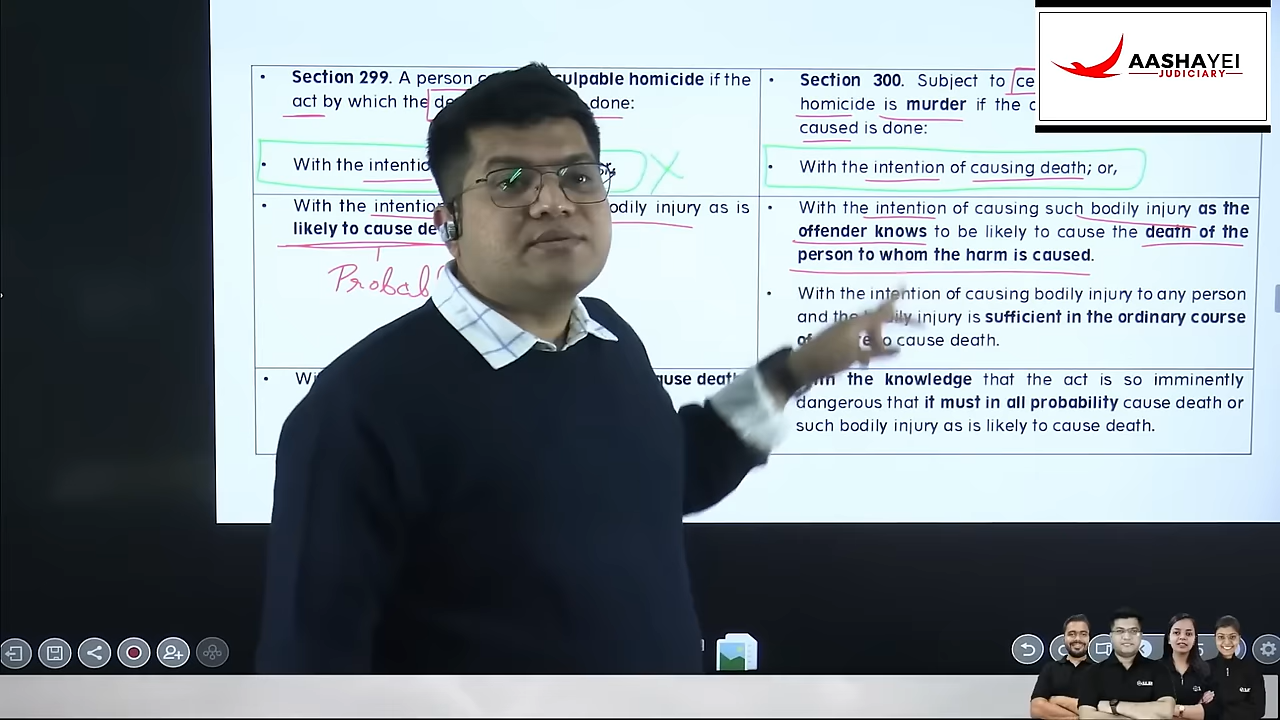 AASHAYEI
JUDICIARY
• Section 299. A person culpable homicide if the
act by which the done:
• With the
X
• With the bodily injury as is
likely to cause
•
cause death
• Section 300. Subject to
homicide is murder if the
caused is done:
• With the intention of causing death; or,
• With the intention of causing such bodily injury as the
offender knows to be likely to cause the death of the
person to whom the harm is caused.
• With the intention of causing bodily injury to any person
and the injury is sufficient in the ordinary course
cause death.
the knowledge that the act is so imminently
dangerous that it must in all probability cause death or
such bodily injury as is likely to cause death.